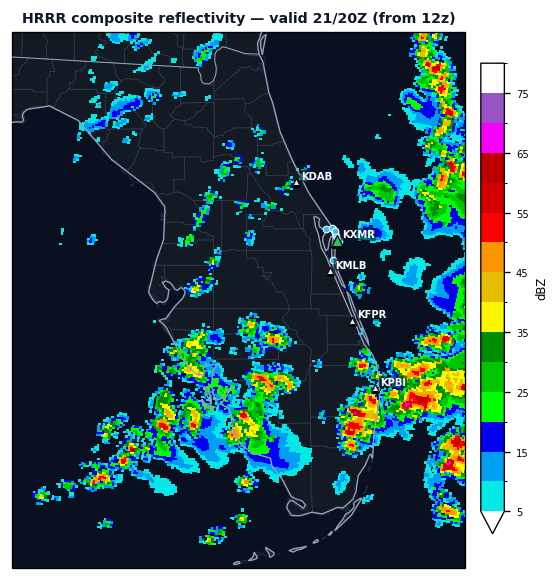 HRRR composite reflectivity — valid 21/20Z (from 12z)
KDAB
KXMR
KMLB
KFPR
KPBI
75
65
55
45
35
25
15
5
dBZ